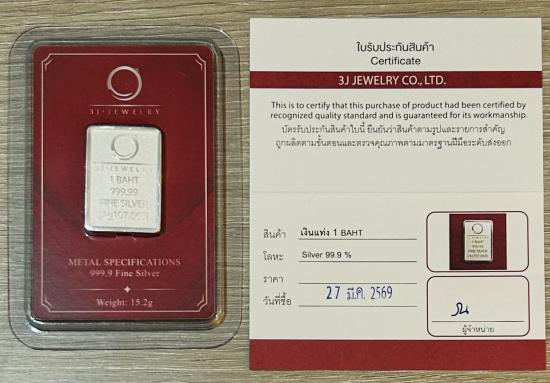 3J·JEWELRY
3J·JEWELRY
1 BAHT
999.99
FINE SILVER
METAL SPECIFICATIONS
999.9 Fine Silver
Weight: 15.2g
ใบรับประกันสินค้า
Certificate
3J JEWELRY CO., LTD.
This is to certify that this purchase of product had been certified by
recognized quality standard and is guaranteed for its workmanship.
บัตรรับประกันสินค้าใบนี้ ยืนยันว่าสินค้าตามรูปและรายการสำคัญ
ถูกผลิตตามขั้นตอนและตรวจคุณภาพตามมาตรฐานฝีมือระดับส่งออก
สินค้า เงินแท่ง 1 BAHT
โลหะ: Silver 99.9 %
ราคา
วันที่ซื้อ 27 มี.ค. 2569
3J·JEWELRY
1 BAHT
FINE SILVER
ผู้จำหน่าย